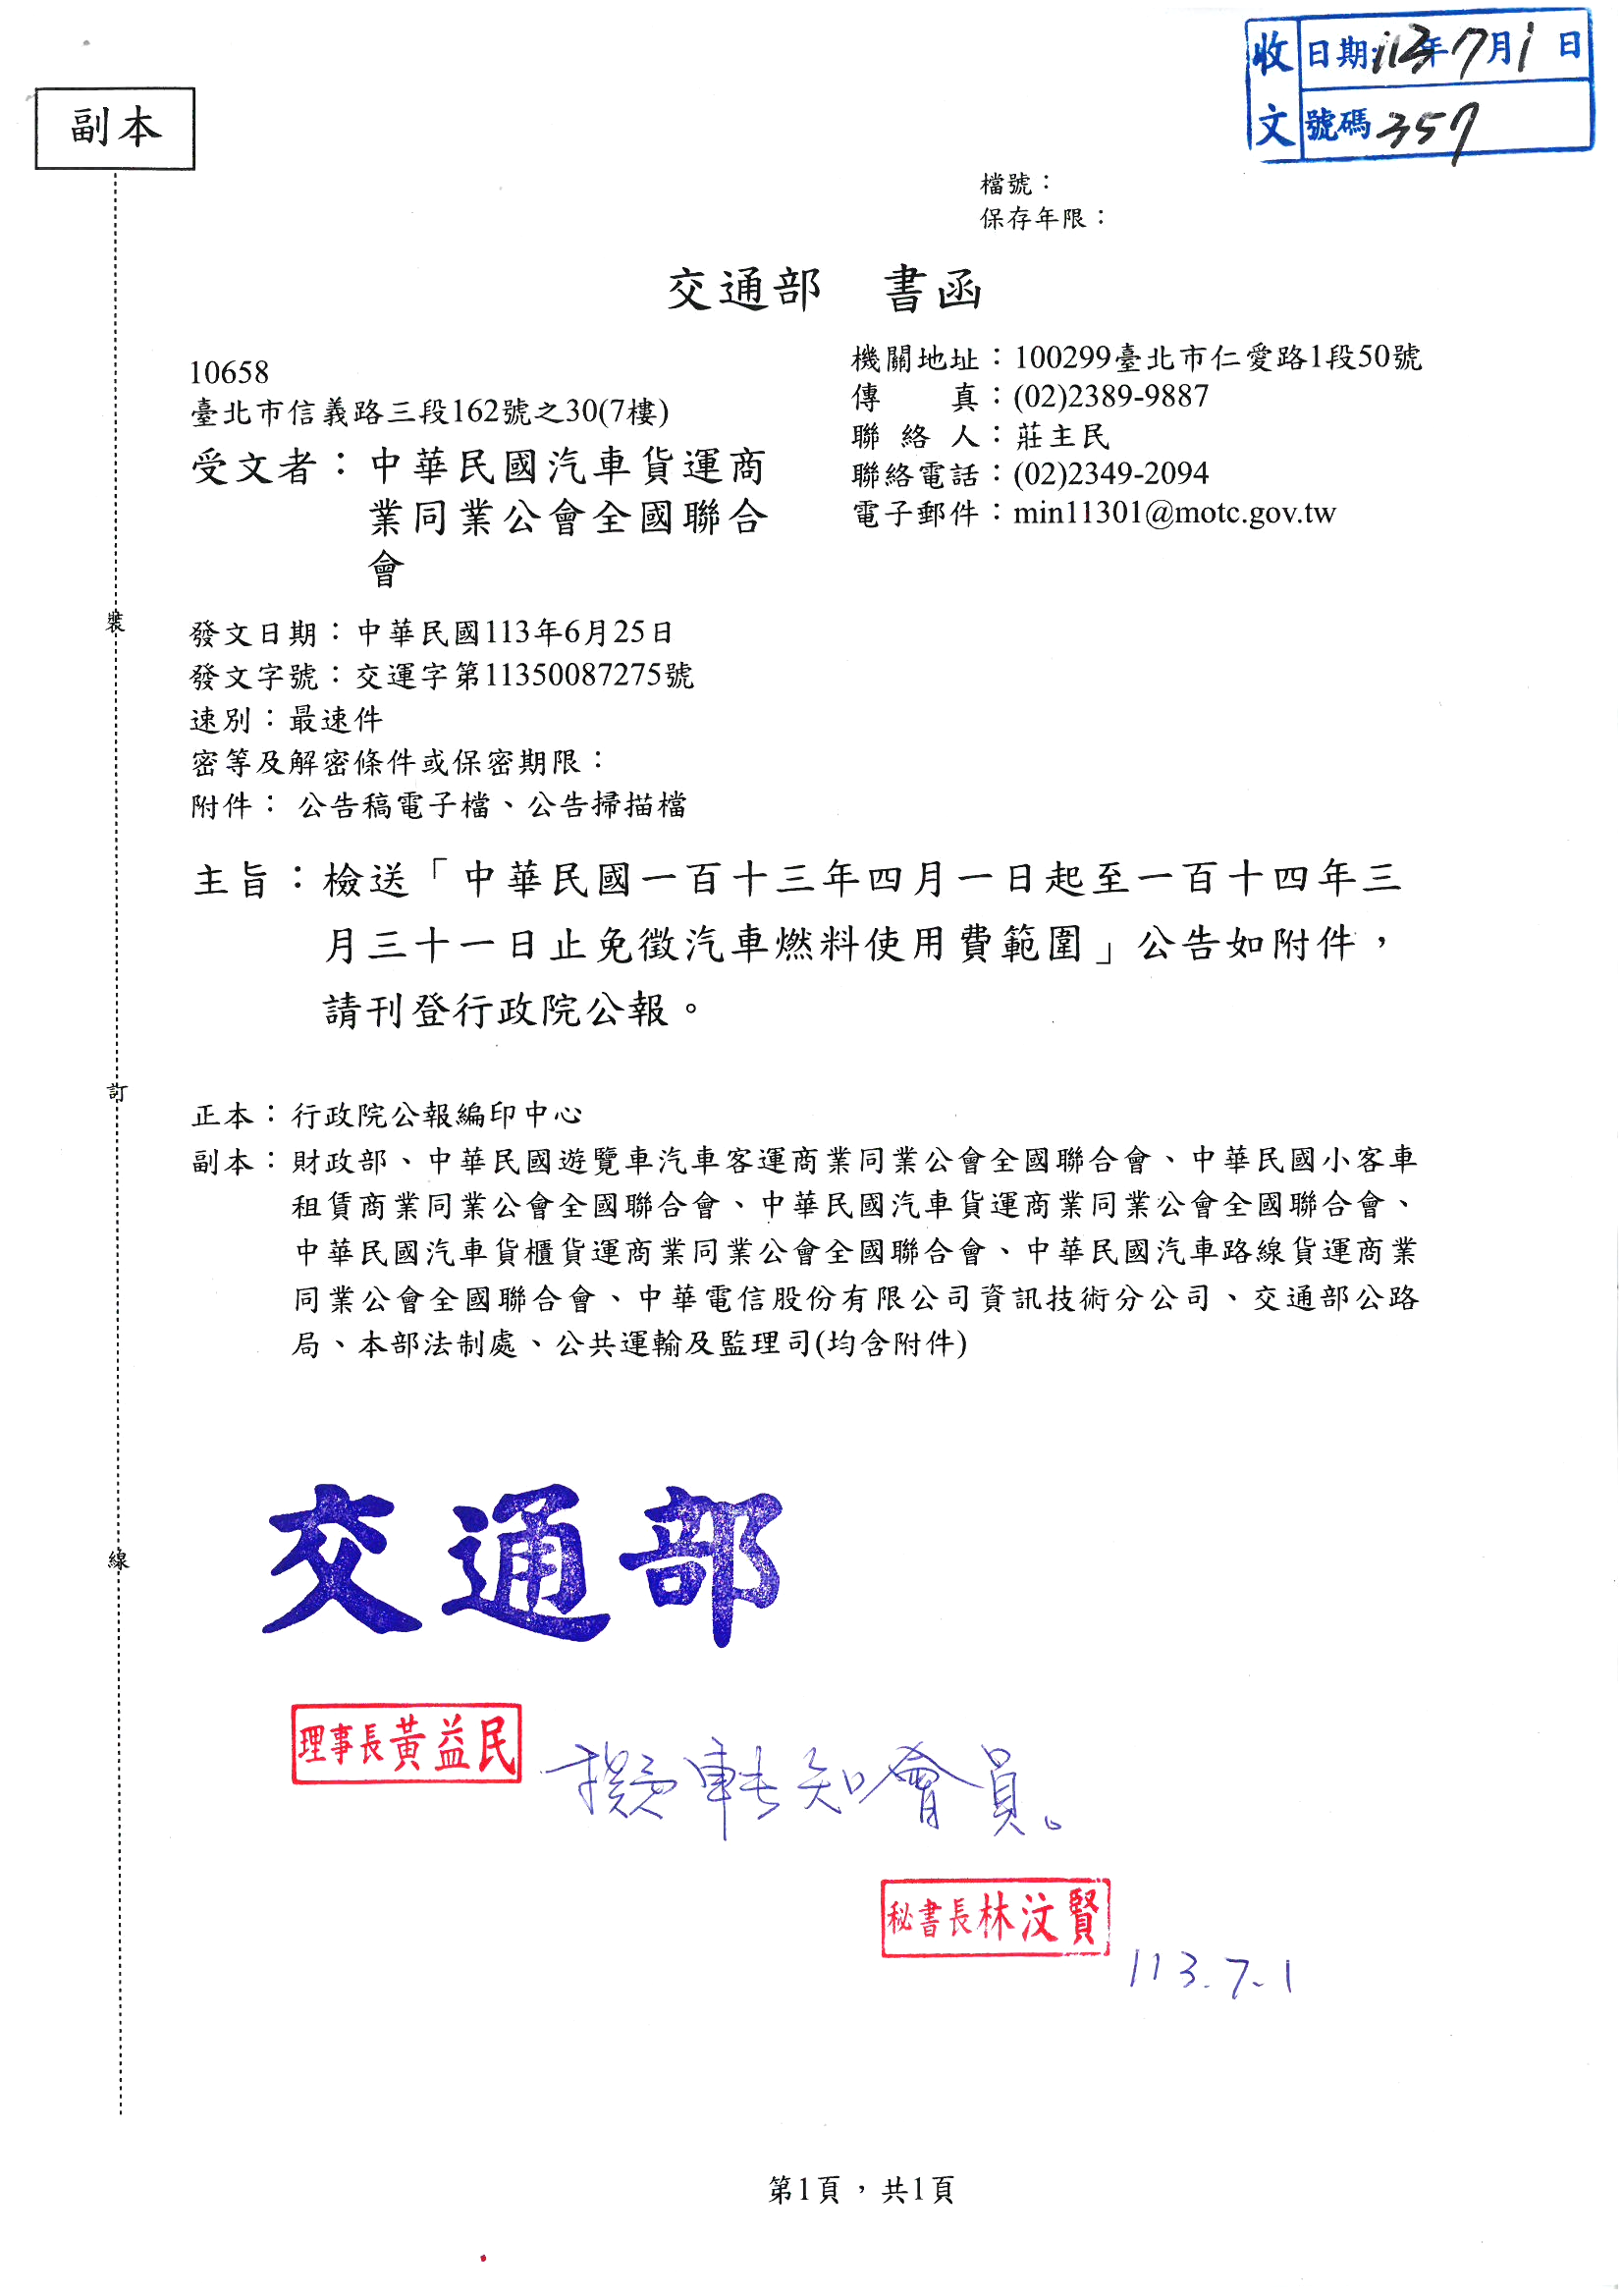 收文 日期:113年7月1日
號碼 357
副本
檔號：
保存年限：
交通部　書函
10658
臺北市信義路三段162號之30(7樓)
受文者：中華民國汽車貨運商
業同業公會全國聯合
會
機關地址：100299臺北市仁愛路1段50號
傳　　真：(02)2389-9887
聯 絡 人：莊主民
聯絡電話：(02)2349-2094
電子郵件：min11301@motc.gov.tw
發文日期：中華民國113年6月25日
發文字號：交運字第11350087275號
速別：最速件
密等及解密條件或保密期限：
附件： 公告稿電子檔、公告掃描檔
主旨：檢送「中華民國一百十三年四月一日起至一百十四年三
月三十一日止免徵汽車燃料使用費範圍」公告如附件，
請刊登行政院公報。
正本：行政院公報編印中心
副本：財政部、中華民國遊覽車汽車客運商業同業公會全國聯合會、中華民國小客車
租賃商業同業公會全國聯合會、中華民國汽車貨運商業同業公會全國聯合會、
中華民國汽車貨櫃貨運商業同業公會全國聯合會、中華民國汽車路線貨運商業
同業公會全國聯合會、中華電信股份有限公司資訊技術分公司、交通部公路
局、本部法制處、公共運輸及監理司(均含附件)
裝
訂
線
交通部
理事長黃益民
擬轉知會員。
秘書長林汶賢
113.7.1
第1頁，共1頁